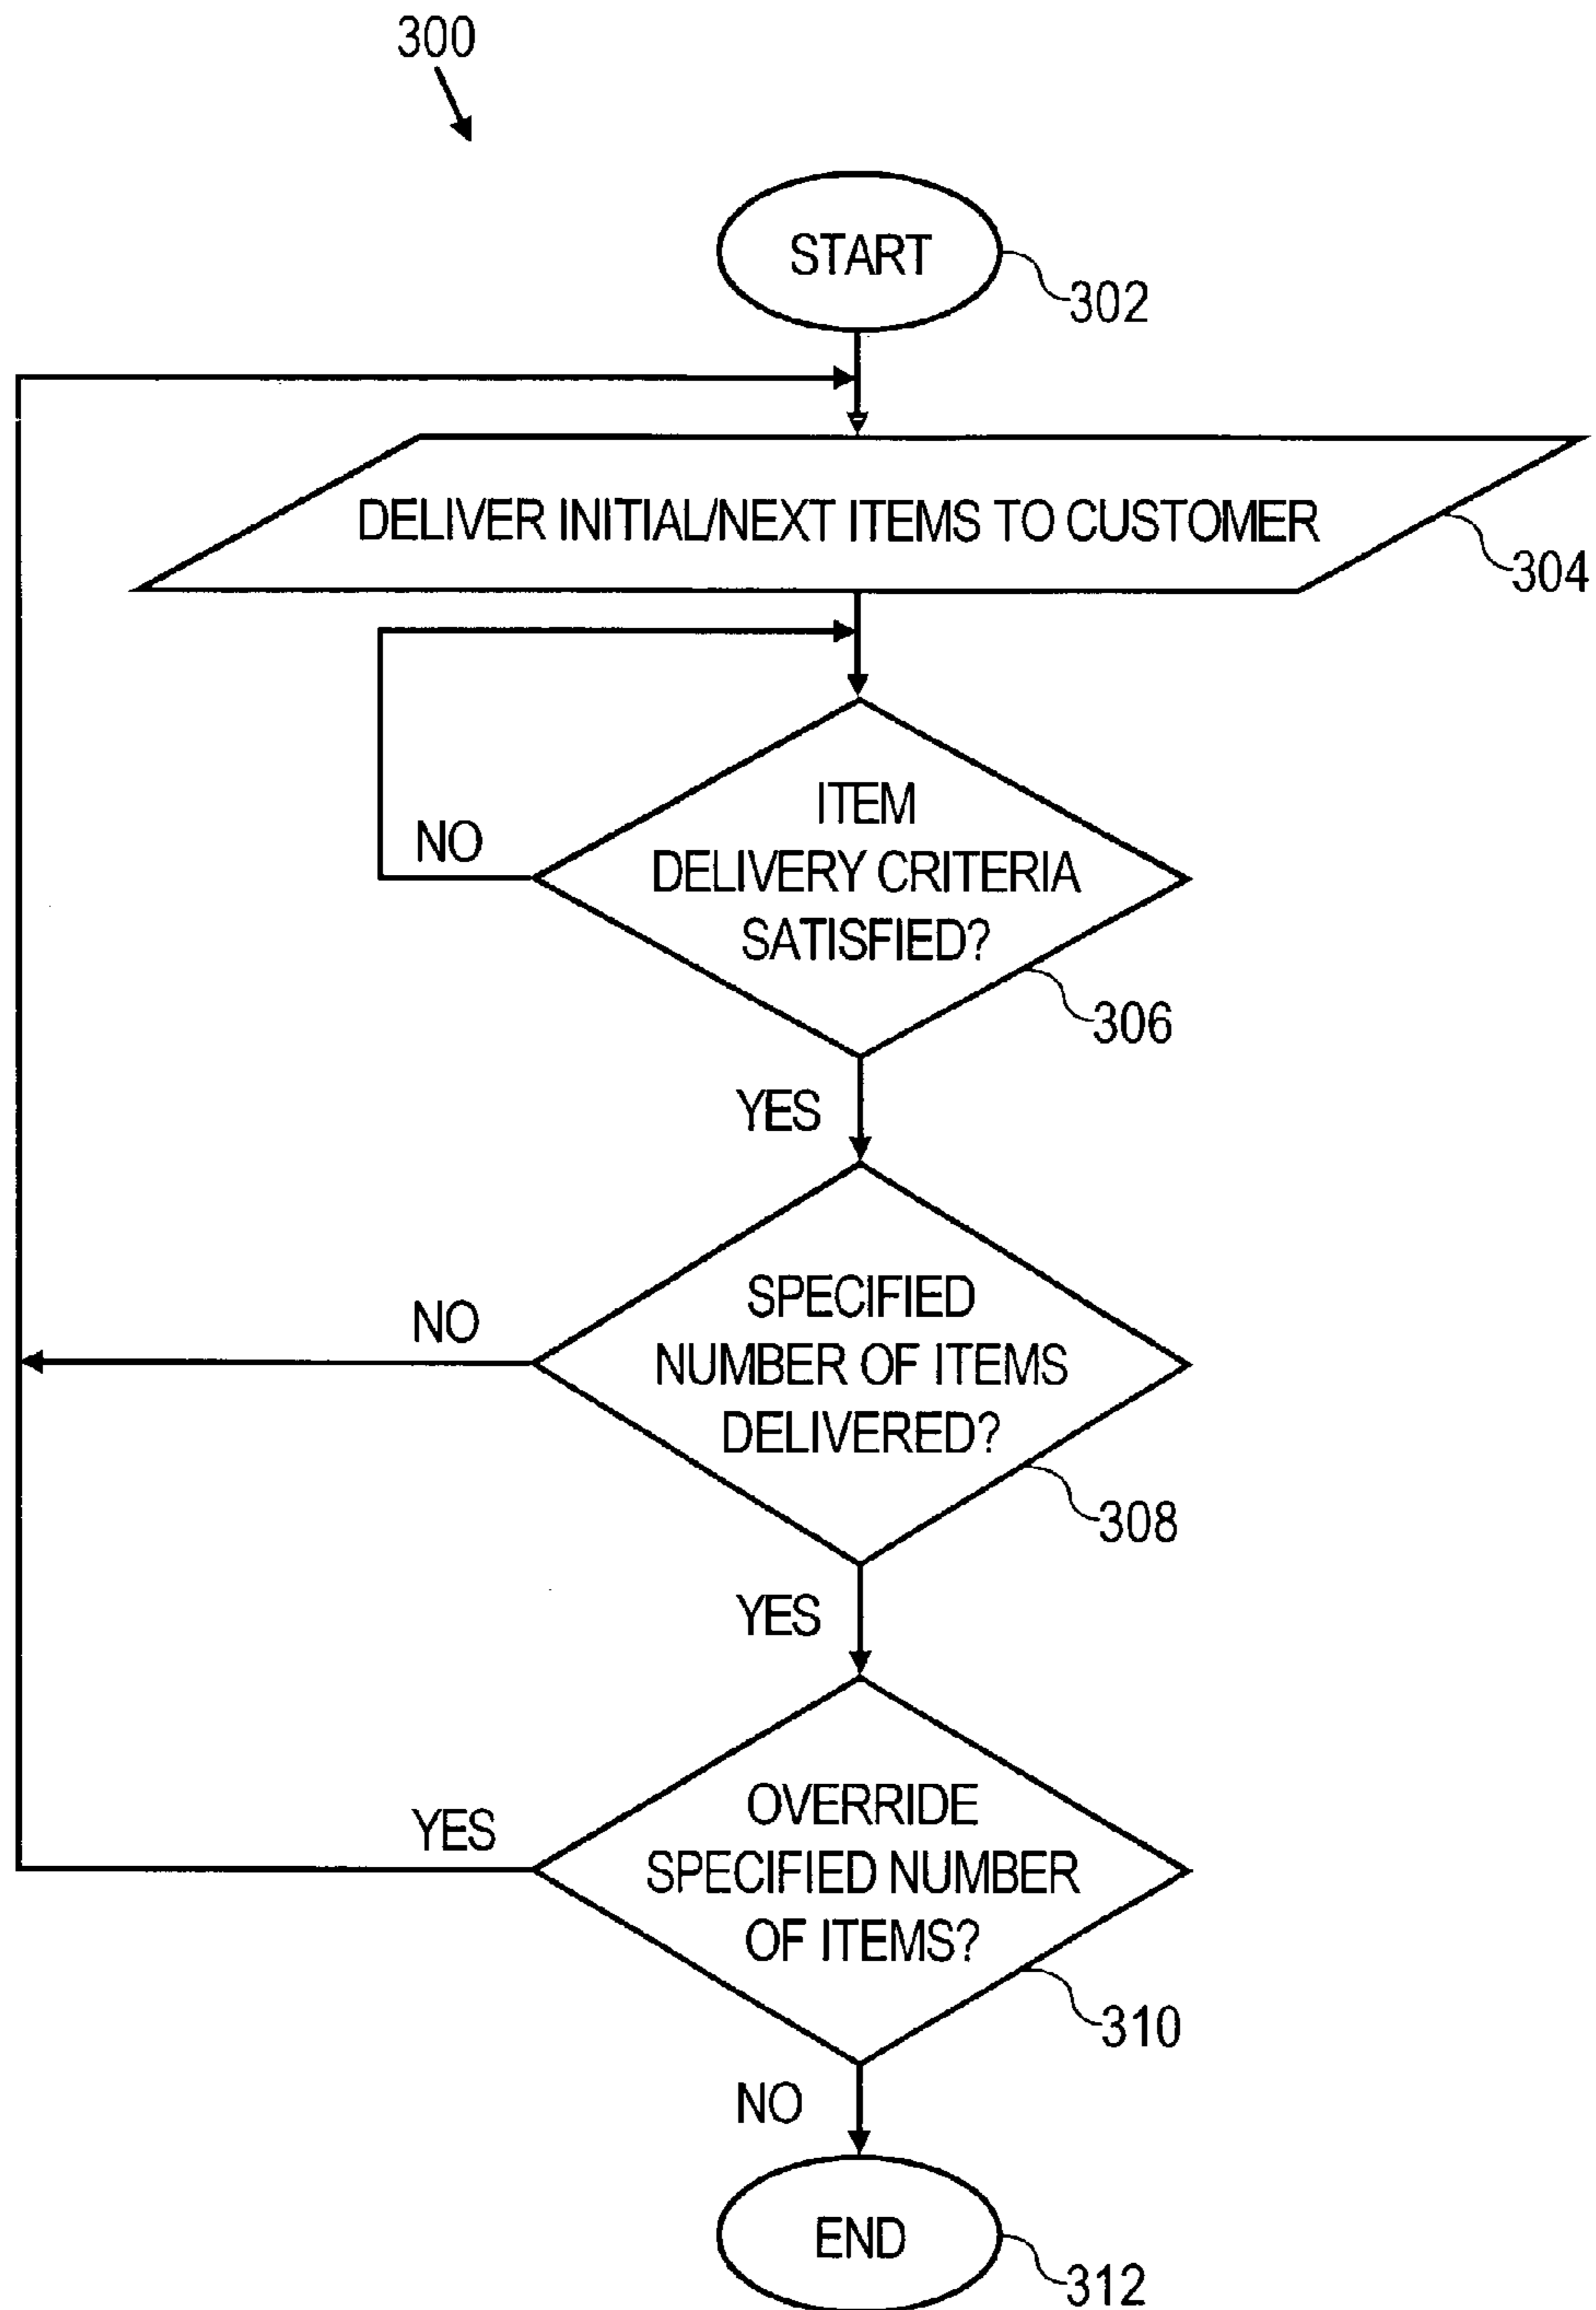 300
START
302
DELIVER INITIAL/NEXT ITEMS TO CUSTOMER
304
ITEM
DELIVERY CRITERIA
SATISFIED?
NO
306
YES
SPECIFIED
NUMBER OF ITEMS
DELIVERED?
NO
308
YES
OVERRIDE
SPECIFIED NUMBER
OF ITEMS?
YES
310
NO
END
312